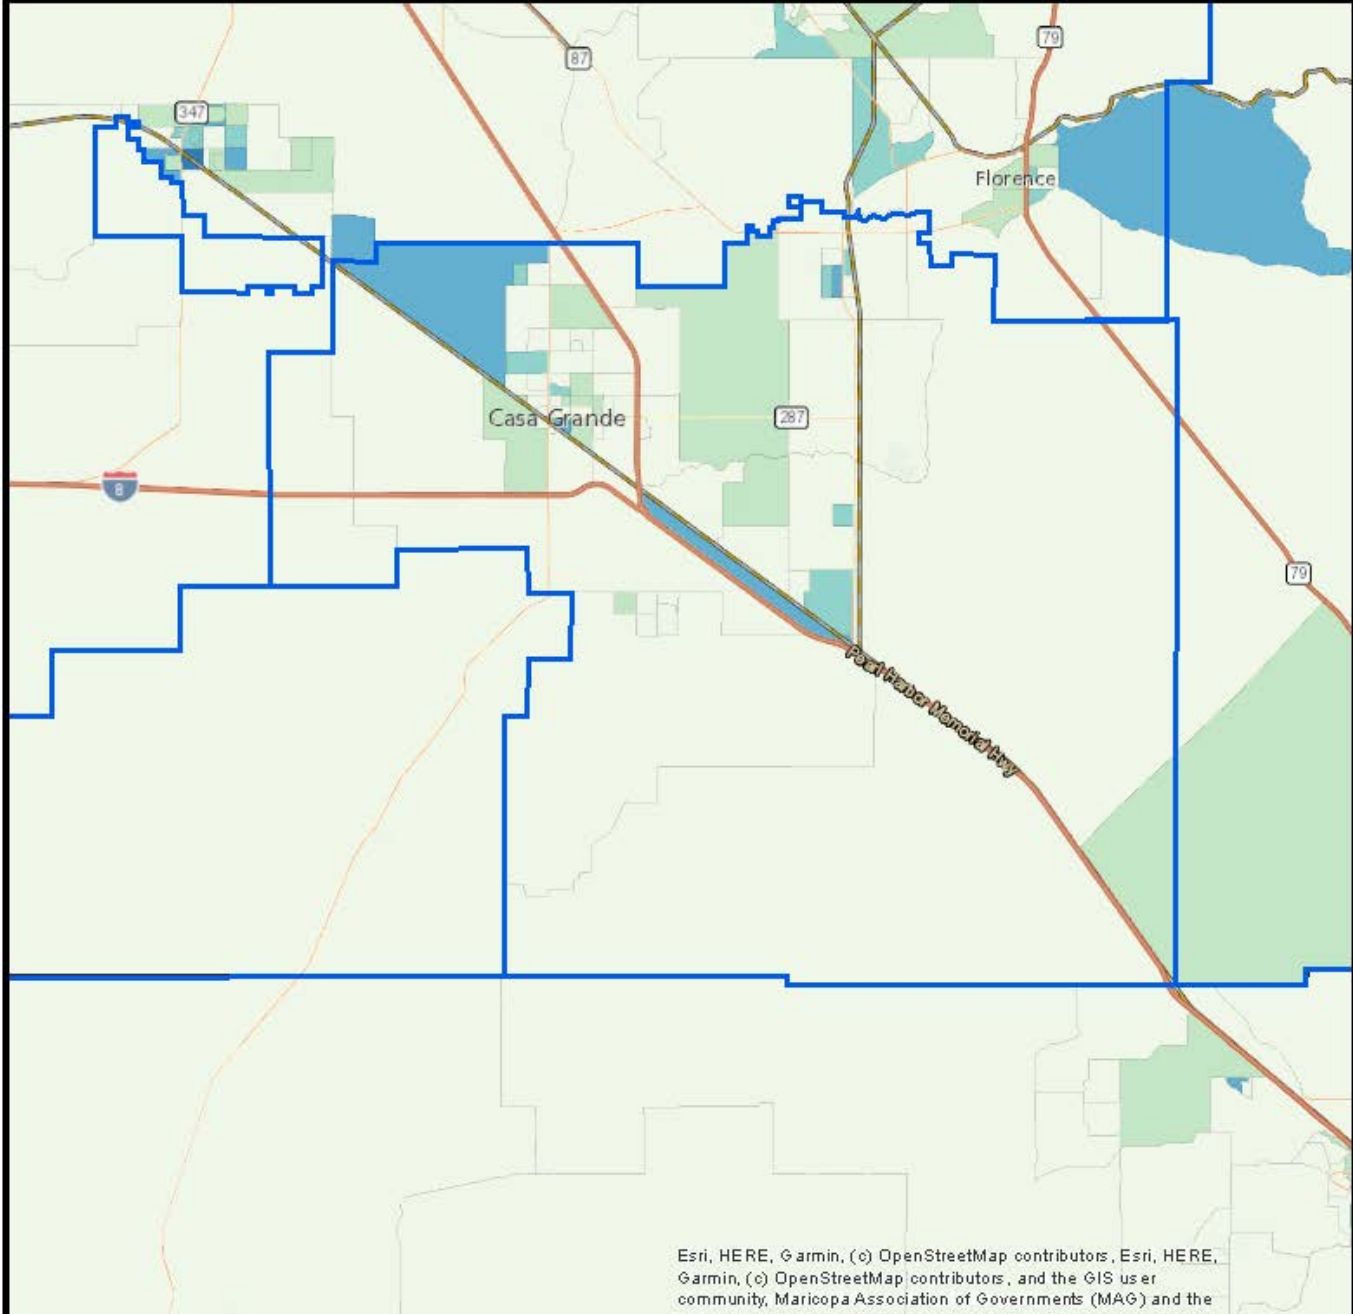 79
87
347
Florence
Casa Grande
287
8
79
Pearl Harbor Memorial Hwy
Esri, HERE, Garmin, (c) OpenStreetMap contributors, Esri, HERE,
Garmin, (c) OpenStreetMap contributors, and the GIS user
community, Maricopa Association of Governments (MAG) and the